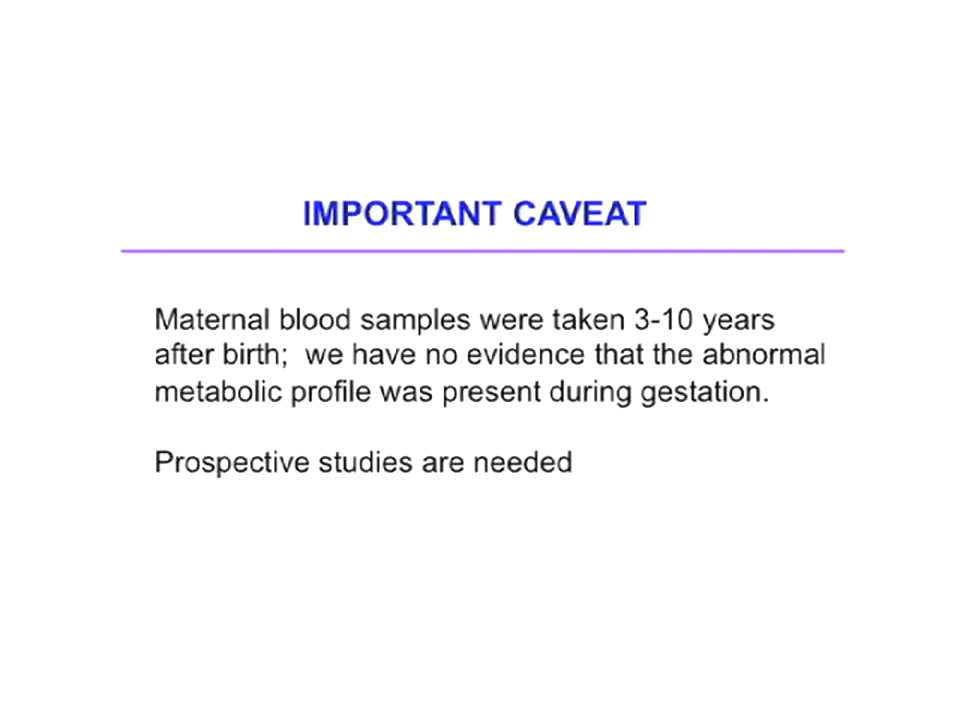 IMPORTANT CAVEAT
Maternal blood samples were taken 3-10 years
after birth;  we have no evidence that the abnormal
metabolic profile was present during gestation.
Prospective studies are needed